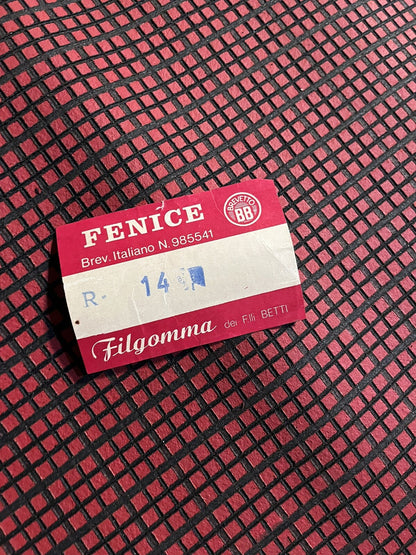 FENICE
BREVETTO
BB
Brev. Italiano N. 985541
R. 14
Filgomma dei F.lli BETTI